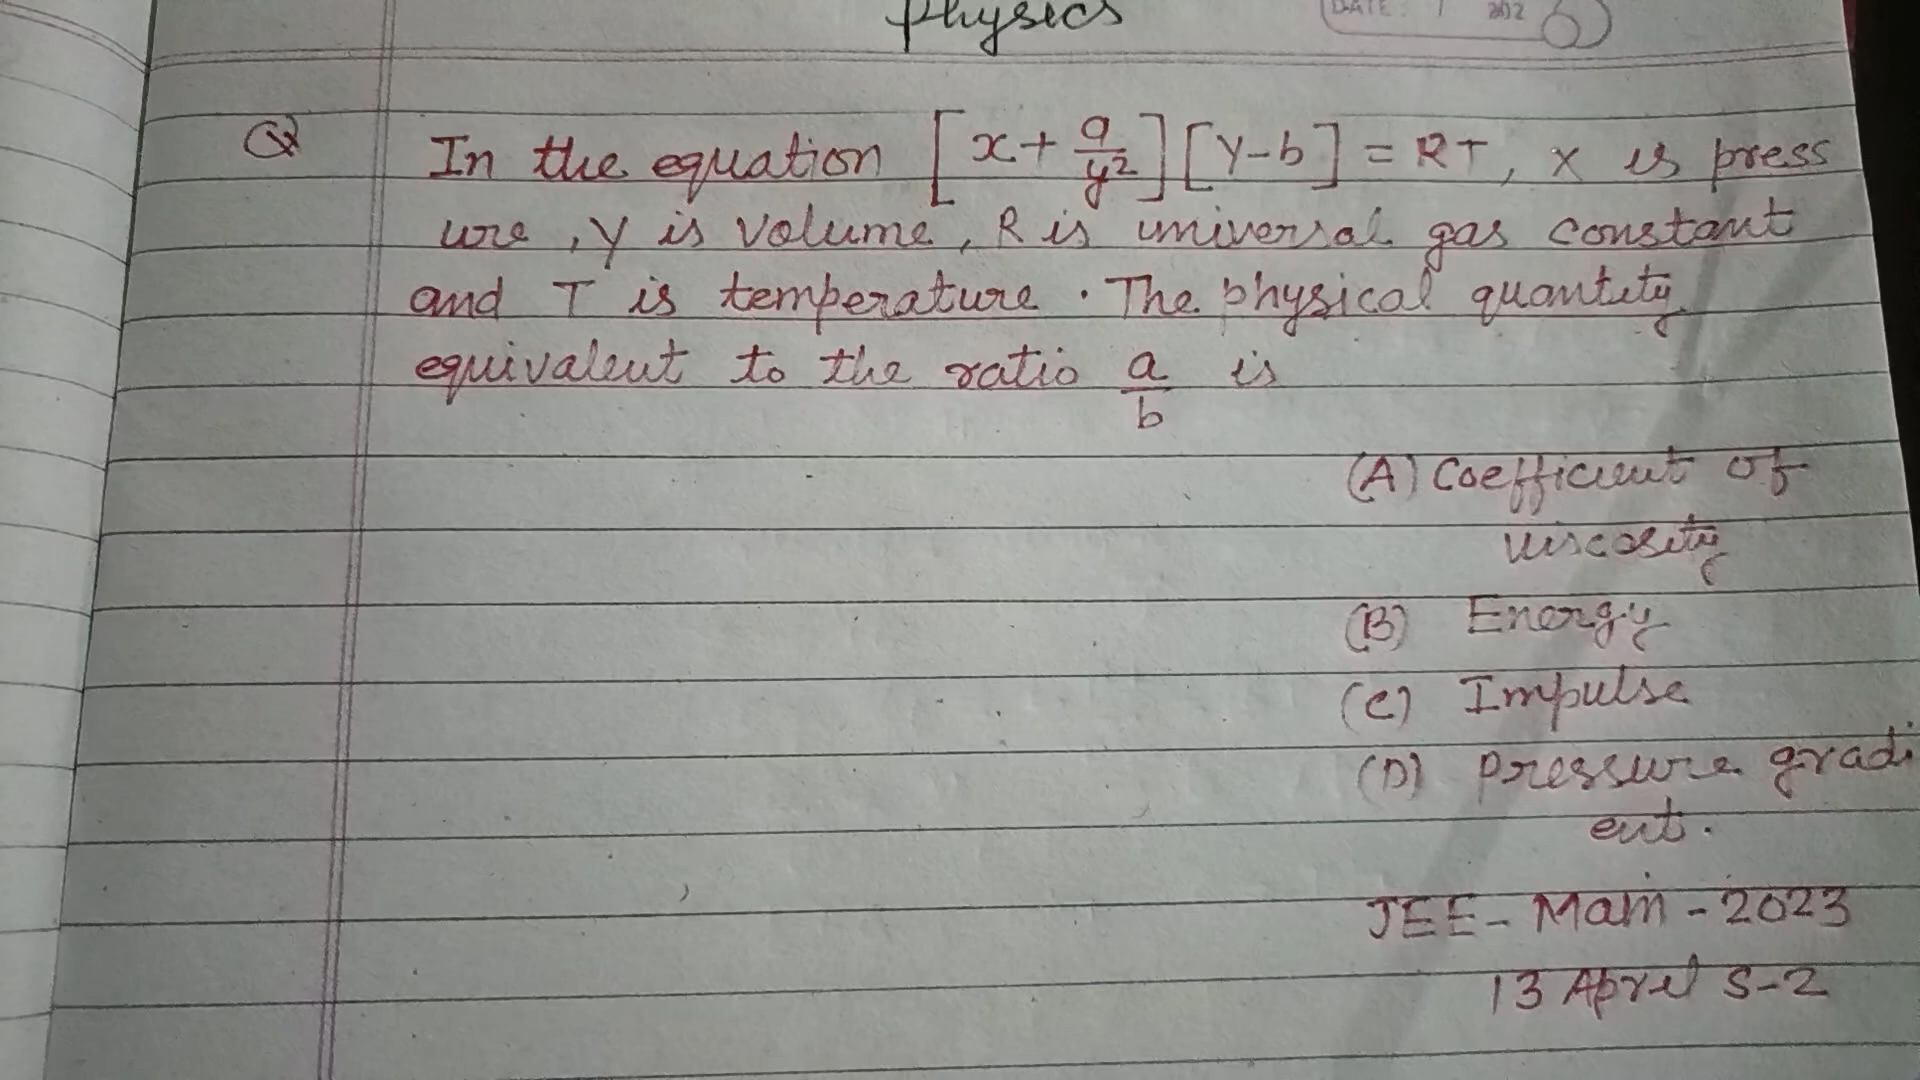 Physics
DATE: 202
Q In the equation [x + a/y²] [Y-b] = RT, X is press
ure, Y is volume, R is universal gas constant
and T is temperature. The physical quantity
equivalent to the ratio a/b is
(A) Coefficient of
viscosity
(B) Energy
(C) Impulse
(D) Pressure gradi
ent.
JEE-Main-2023
13 April S-2